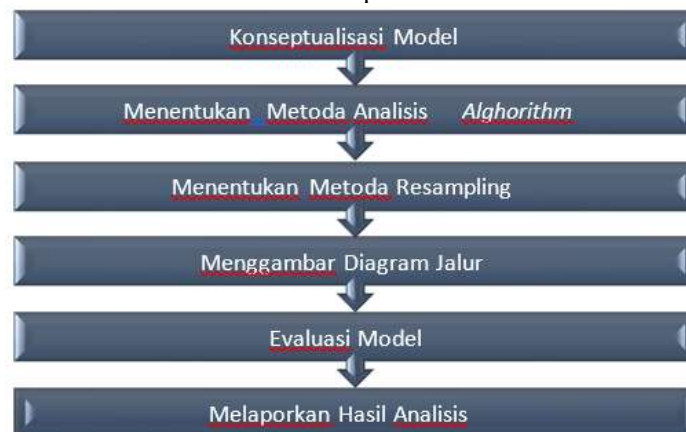 Konseptualisasi Model
Menentukan Metoda Analisis Alghorithm
Menentukan Metoda Resampling
Menggambar Diagram Jalur
Evaluasi Model
Melaporkan Hasil Analisis